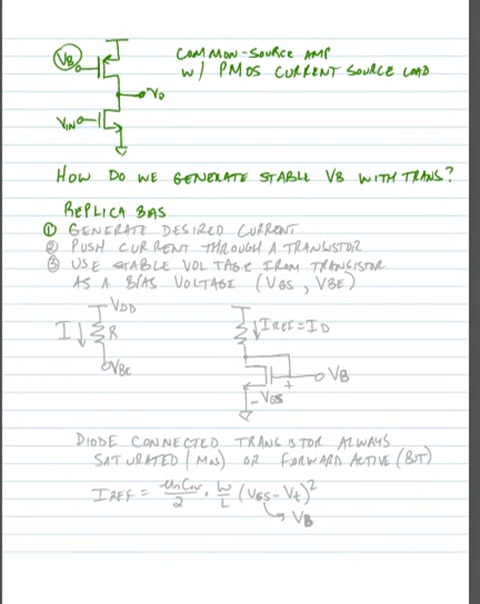 VB
COMMON-SOURCE AMP
W/ PMOS CURRENT SOURCE LOAD
VO
VIN
HOW DO WE GENERATE STABLE VB WITH TRANS?
REPLICA BIAS
① GENERATE DESIRED CURRENT
② PUSH CURRENT THROUGH A TRANSISTOR
③ USE STABLE VOLTAGE FROM TRANSISTOR
AS A BIAS VOLTAGE (VGS, VBE)
VDD
I↓ R
VBE
↓IREF = ID
VB
+
- VGS
DIODE CONNECTED TRANSISTOR ALWAYS
SATURATED (MOS) OR FORWARD ACTIVE (BJT)
IREF = UnCox/2 · W/L (VGS - Vt)²
↳ VB